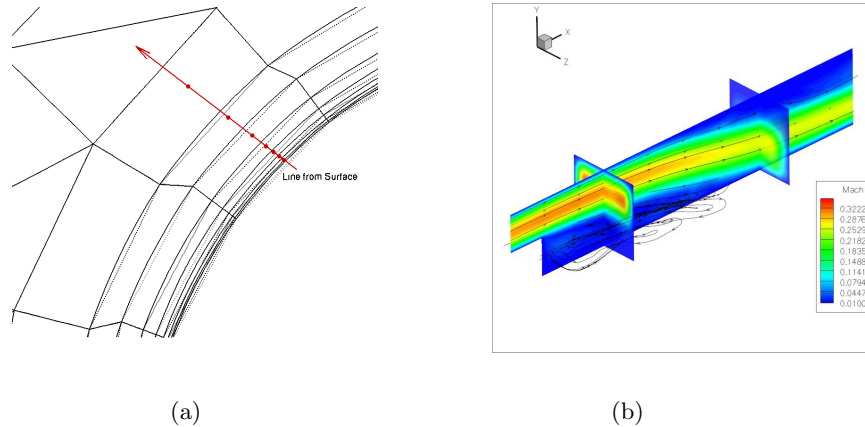 Line from Surface
Y
X
Z
Mach
0.3222
0.2876
0.2529
0.2182
0.1835
0.1488
0.1141
0.0794
0.0447
0.0100
(a)
(b)